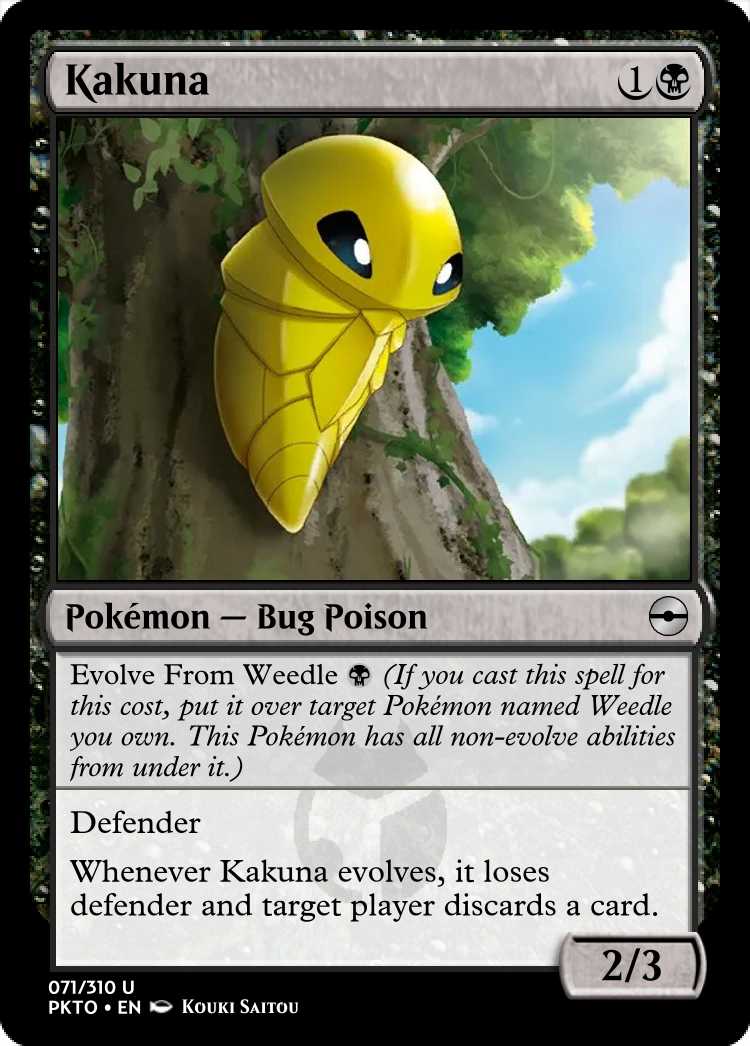 Kakuna 1
Pokémon — Bug Poison
Evolve From Weedle (If you cast this spell for
this cost, put it over target Pokémon named Weedle
you own. This Pokémon has all non-evolve abilities
from under it.)
Defender
Whenever Kakuna evolves, it loses
defender and target player discards a card.
2/3
071/310 U
PKTO • EN Kouki Saitou